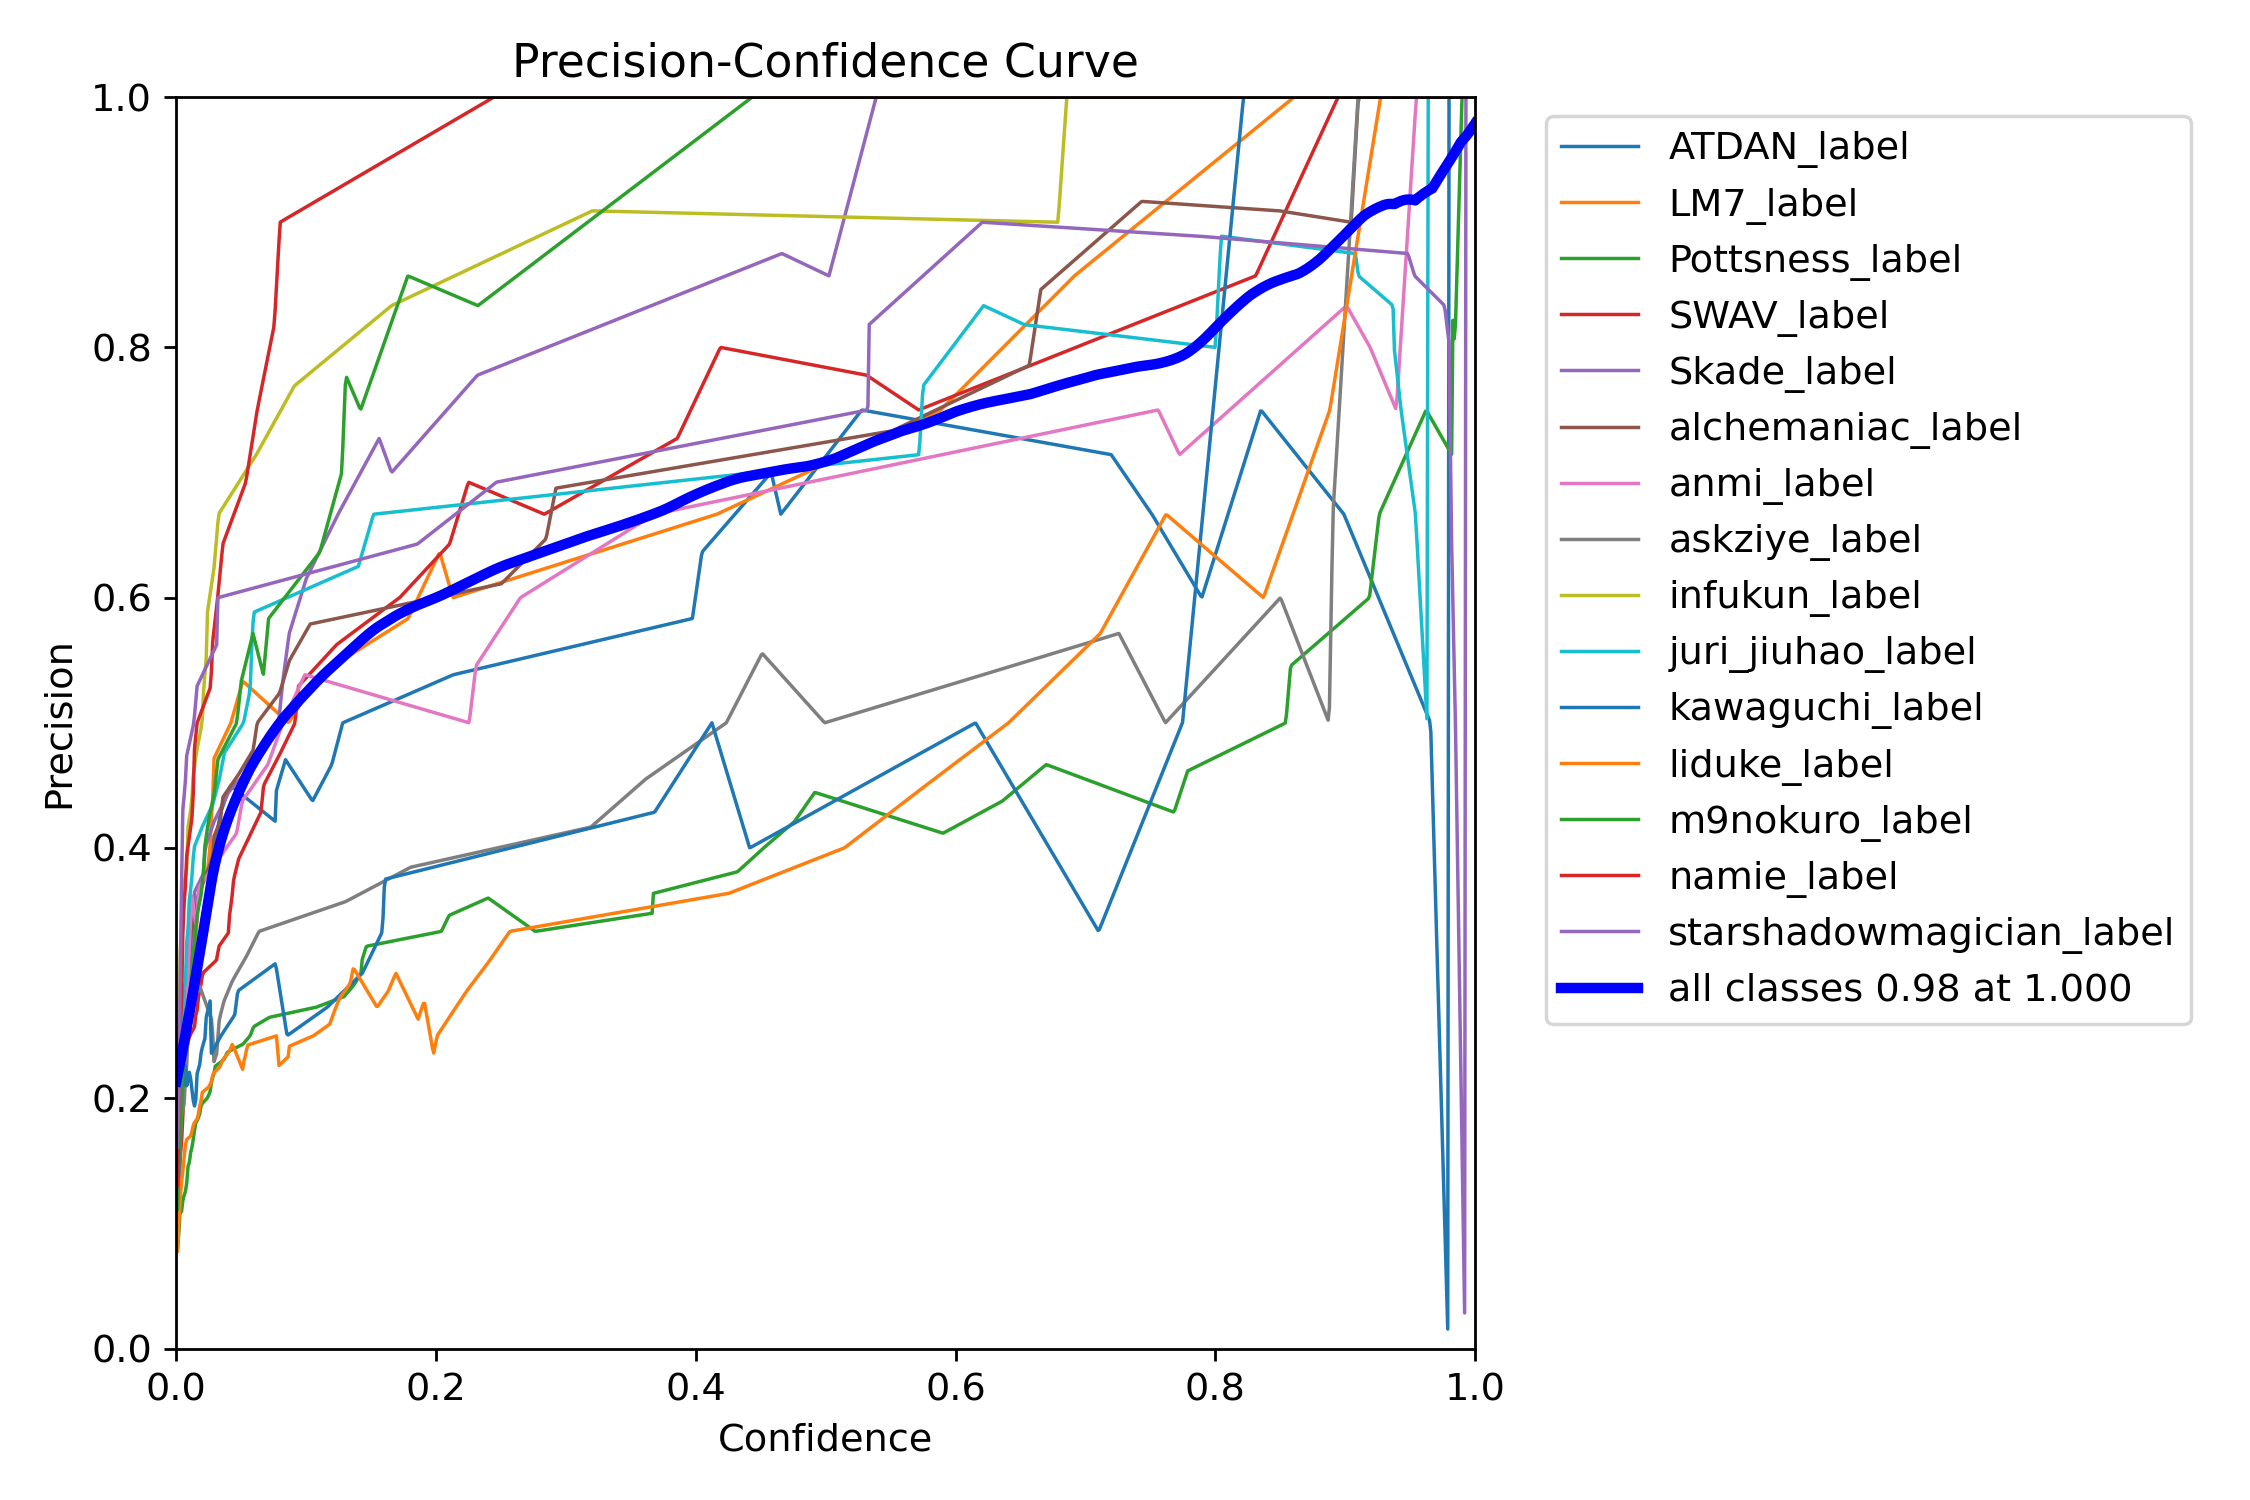 Precision-Confidence Curve
1.0
0.8
0.6
0.4
0.2
0.0
Precision
0.0 0.2 0.4 0.6 0.8 1.0
Confidence
ATDAN_label
LM7_label
Pottsness_label
SWAV_label
Skade_label
alchemaniac_label
anmi_label
askziye_label
infukun_label
juri_jiuhao_label
kawaguchi_label
liduke_label
m9nokuro_label
namie_label
starshadowmagician_label
all classes 0.98 at 1.000